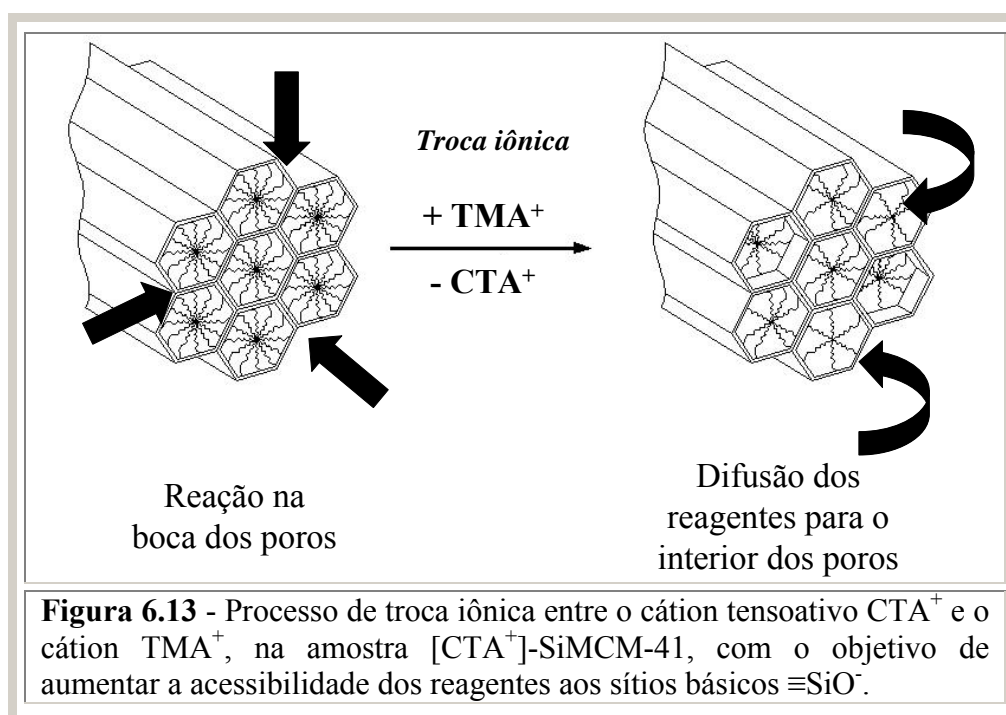 Troca iônica
+ TMA⁺
- CTA⁺
Reação na
boca dos poros
Difusão dos
reagentes para o
interior dos poros
Figura 6.13 - Processo de troca iônica entre o cátion tensoativo CTA⁺ e o
cátion TMA⁺, na amostra [CTA⁺]-SiMCM-41, com o objetivo de
aumentar a acessibilidade dos reagentes aos sítios básicos ≡SiO⁻.